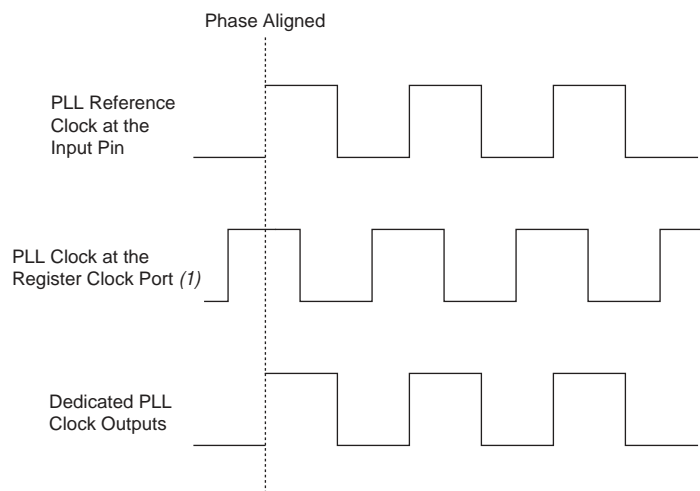 Phase Aligned
PLL Reference
Clock at the
Input Pin
PLL Clock at the
Register Clock Port (1)
Dedicated PLL
Clock Outputs